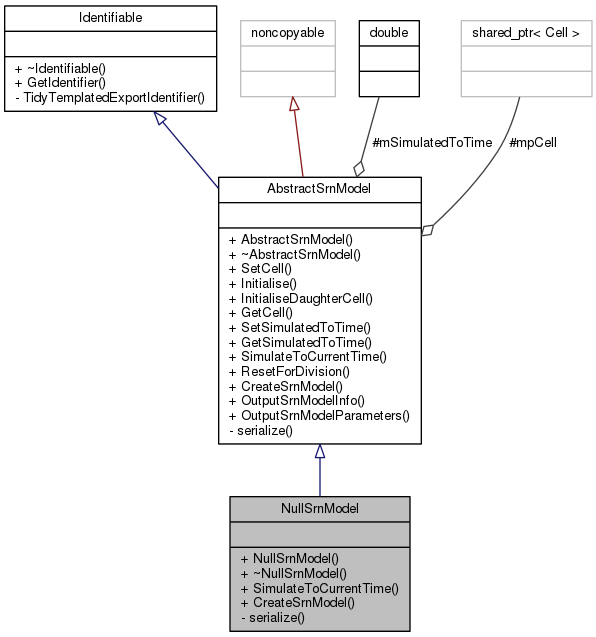 Identifiable
+ ~Identifiable()
+ GetIdentifier()
- TidyTemplatedExportIdentifier()
noncopyable
double
shared_ptr< Cell >
#mSimulatedToTime
#mpCell
AbstractSrnModel
+ AbstractSrnModel()
+ ~AbstractSrnModel()
+ SetCell()
+ Initialise()
+ InitialiseDaughterCell()
+ GetCell()
+ SetSimulatedToTime()
+ GetSimulatedToTime()
+ SimulateToCurrentTime()
+ ResetForDivision()
+ CreateSrnModel()
+ OutputSrnModelInfo()
+ OutputSrnModelParameters()
- serialize()
NullSrnModel
+ NullSrnModel()
+ ~NullSrnModel()
+ SimulateToCurrentTime()
+ CreateSrnModel()
- serialize()